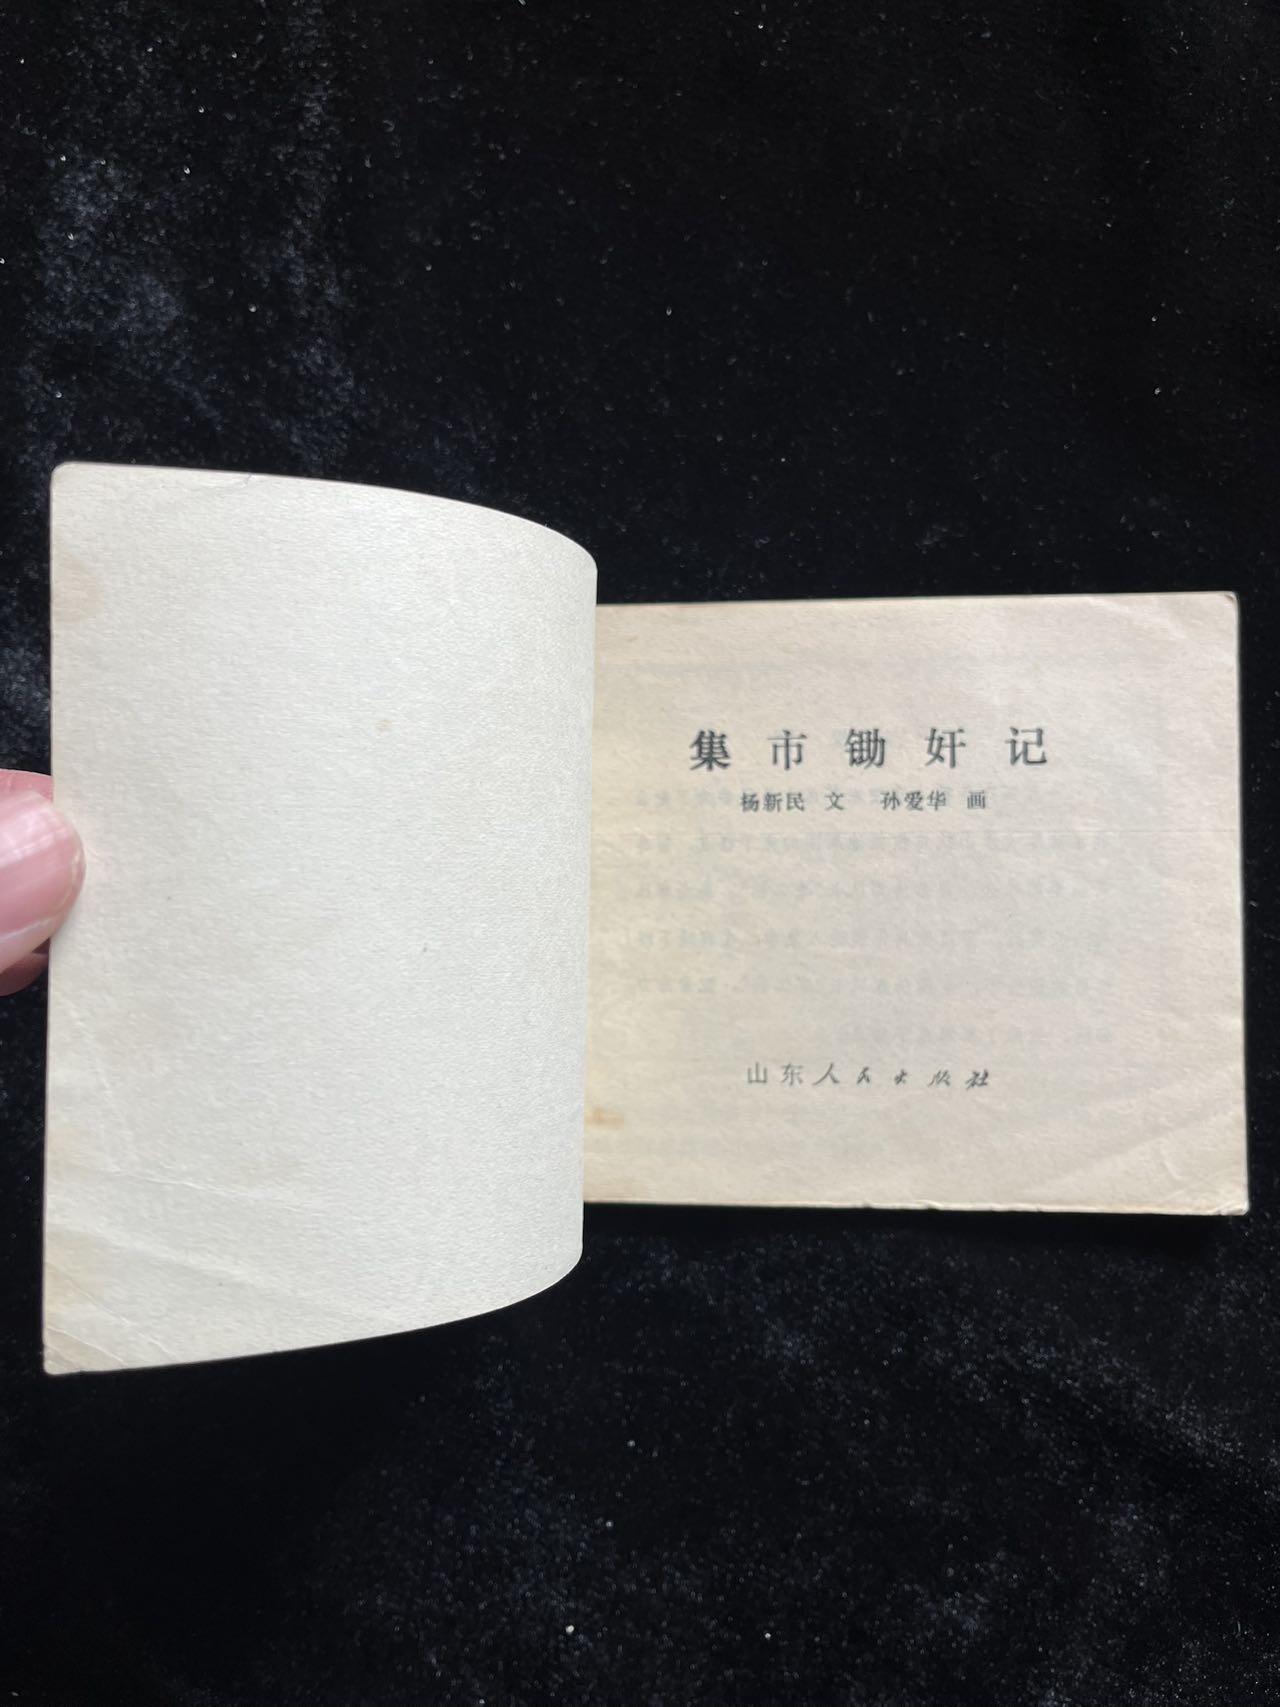 集市锄奸记
杨新民 文 孙爱华 画
山东人民出版社